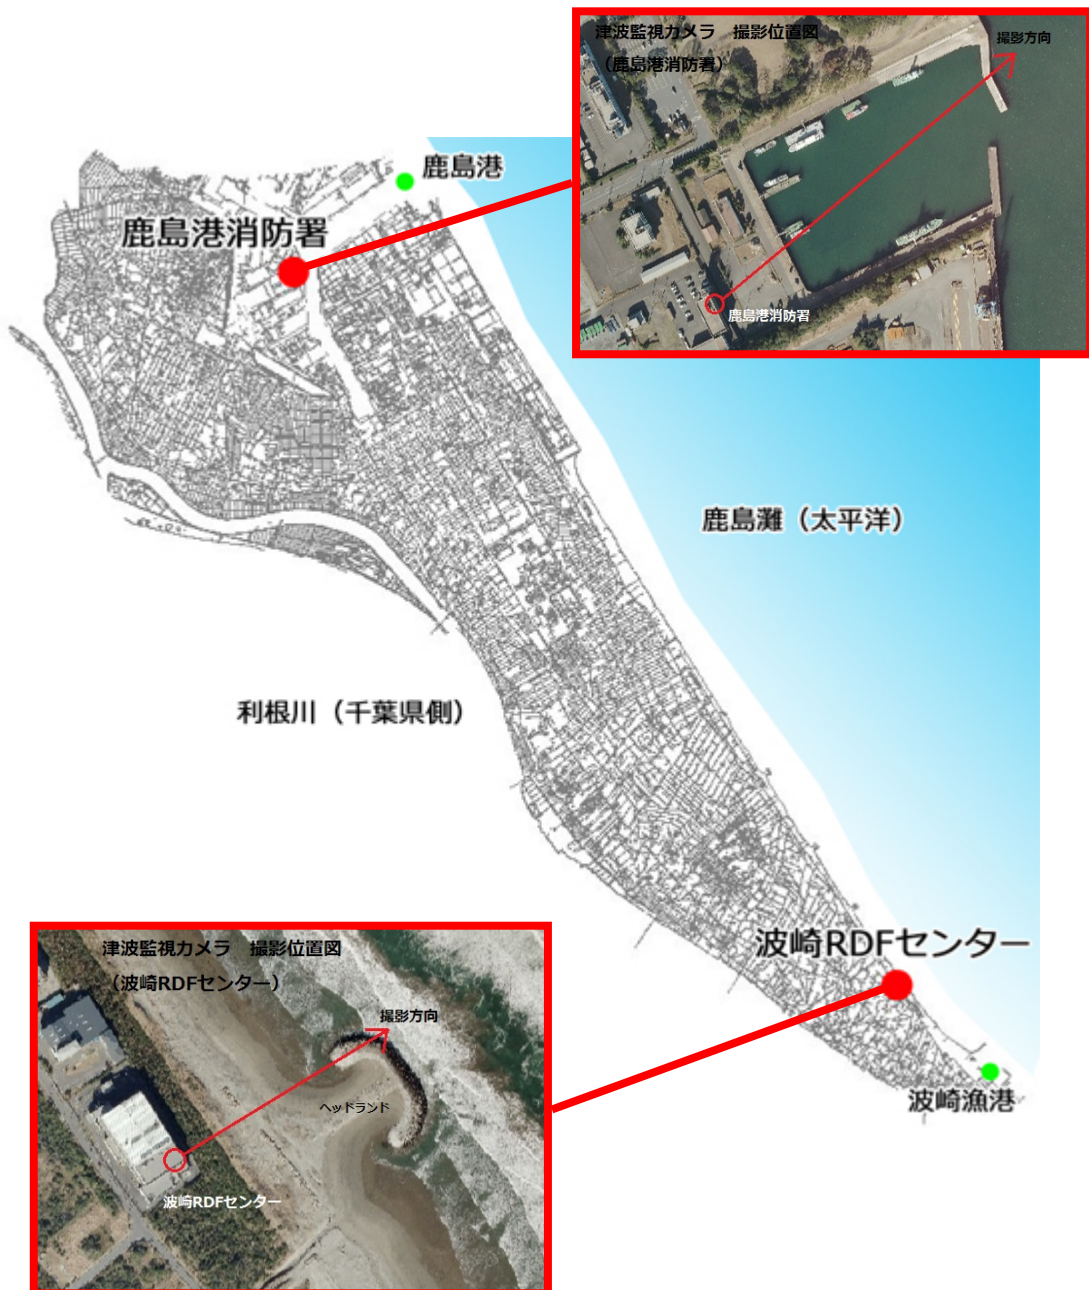 津波監視カメラ　撮影位置図
（鹿島港消防署）
撮影方向
鹿島港消防署
鹿島港
鹿島港消防署
鹿島灘（太平洋）
利根川（千葉県側）
波崎RDFセンター
波崎漁港
津波監視カメラ　撮影位置図
（波崎RDFセンター）
撮影方向
ヘッドランド
波崎RDFセンター